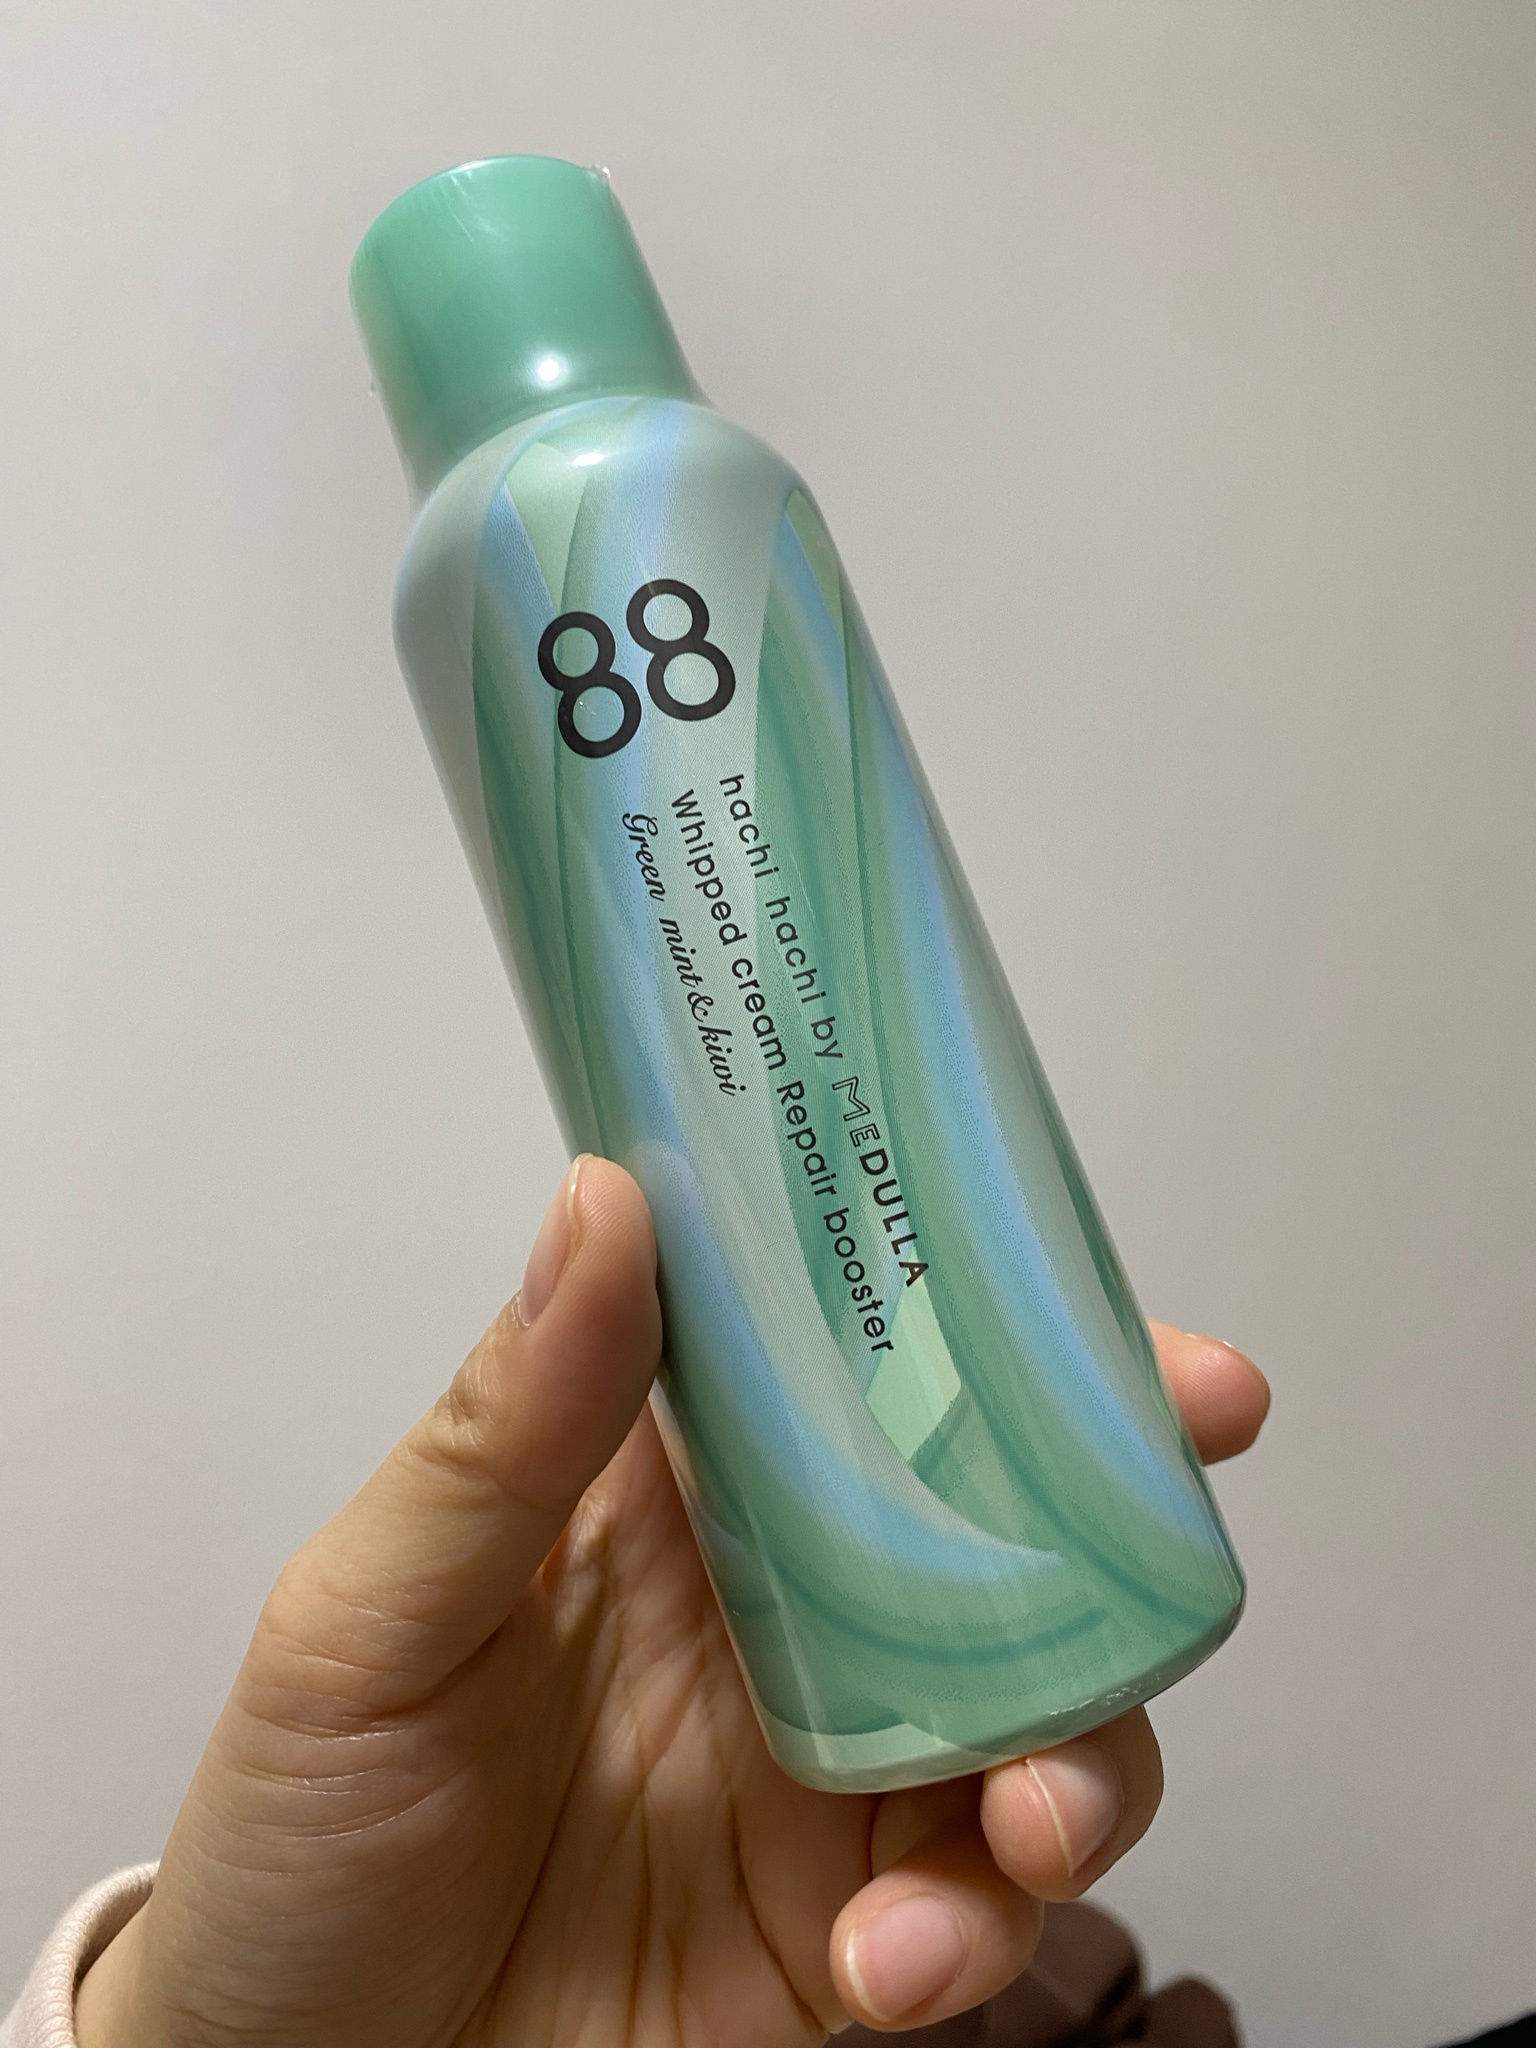 88
hachi hachi by MEDULLA
Whipped cream Repair booster
Green mint & kiwi